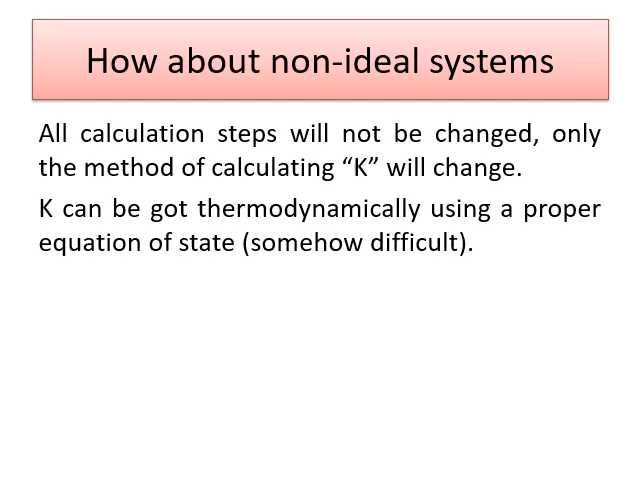 How about non-ideal systems
All calculation steps will not be changed, only
the method of calculating “K” will change.
K can be got thermodynamically using a proper
equation of state (somehow difficult).